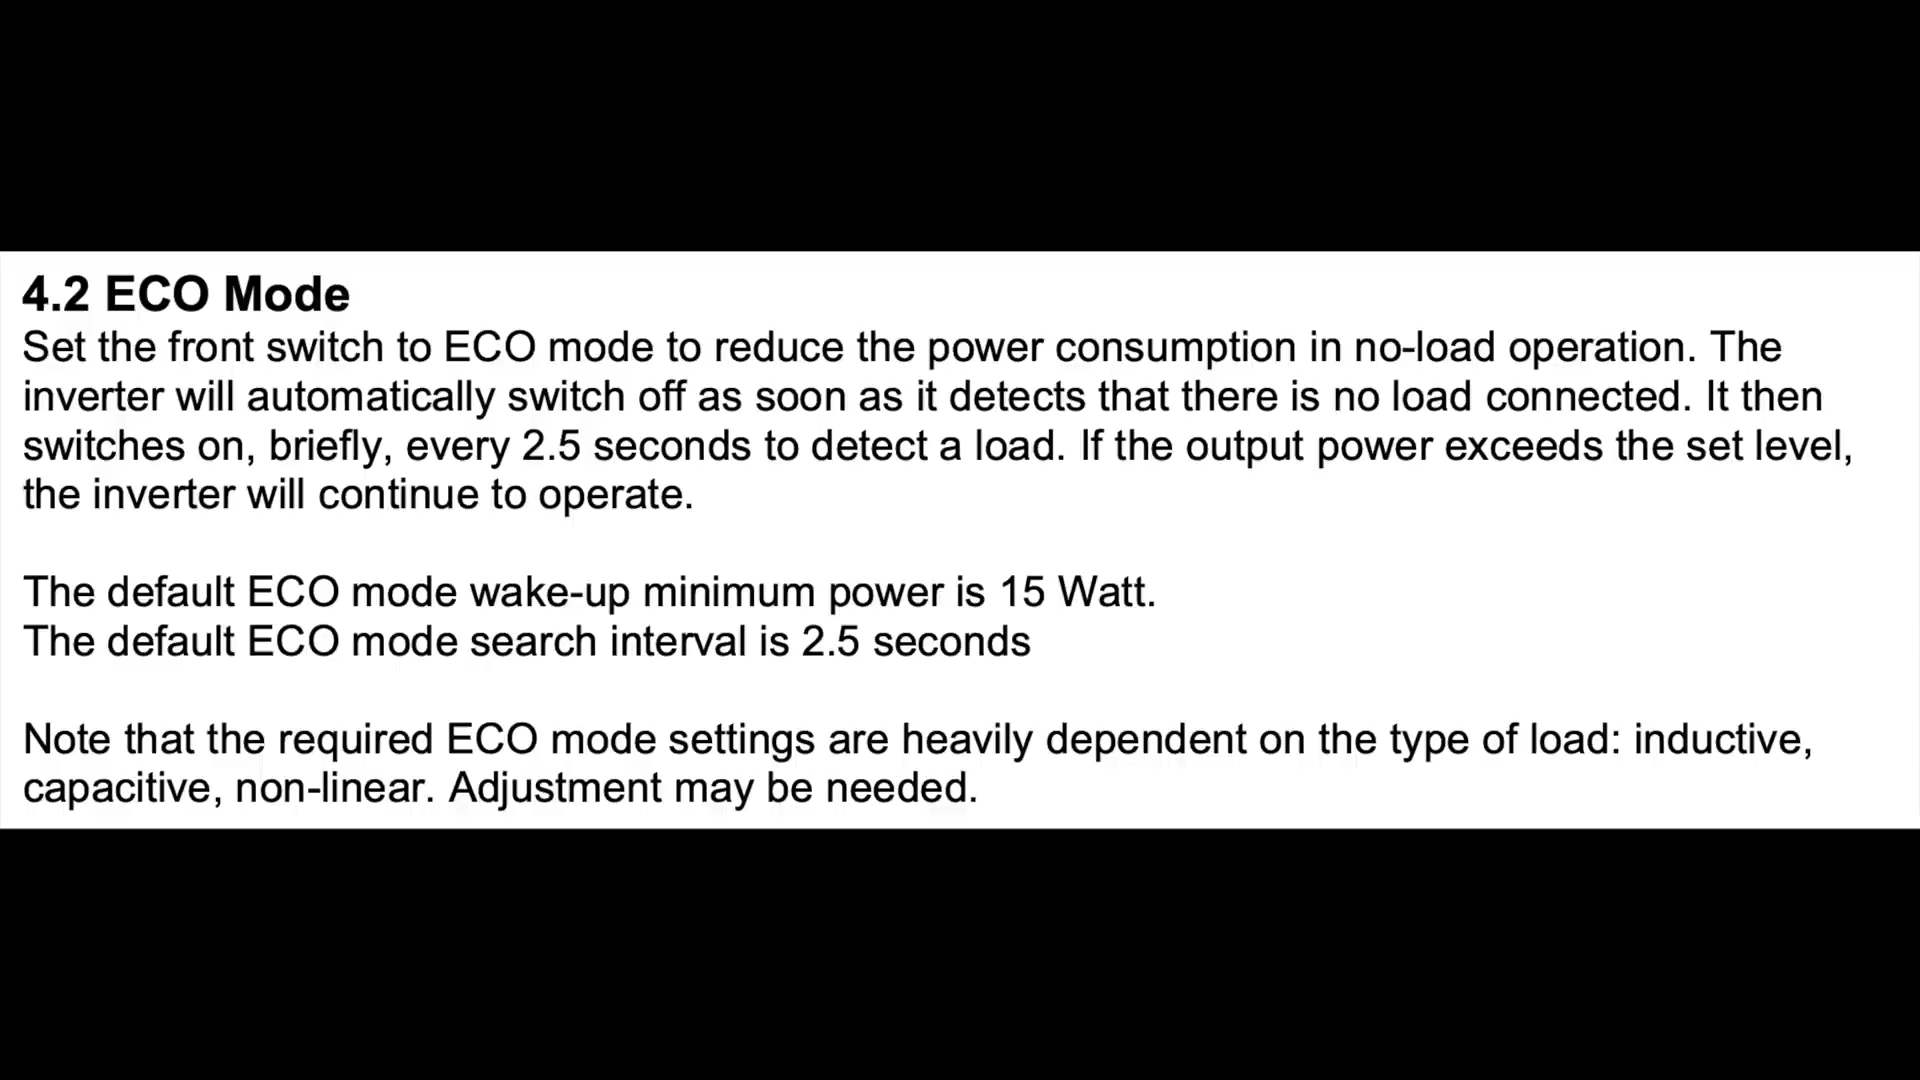 4.2 ECO Mode
Set the front switch to ECO mode to reduce the power consumption in no-load operation. The
inverter will automatically switch off as soon as it detects that there is no load connected. It then
switches on, briefly, every 2.5 seconds to detect a load. If the output power exceeds the set level,
the inverter will continue to operate.
The default ECO mode wake-up minimum power is 15 Watt.
The default ECO mode search interval is 2.5 seconds
Note that the required ECO mode settings are heavily dependent on the type of load: inductive,
capacitive, non-linear. Adjustment may be needed.